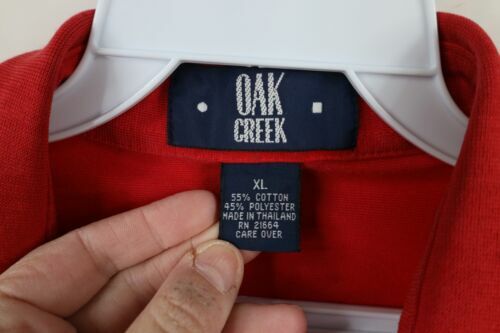 OAK
CREEK
XL
55% COTTON
45% POLYESTER
MADE IN THAILAND
RN 21664
CARE OVER